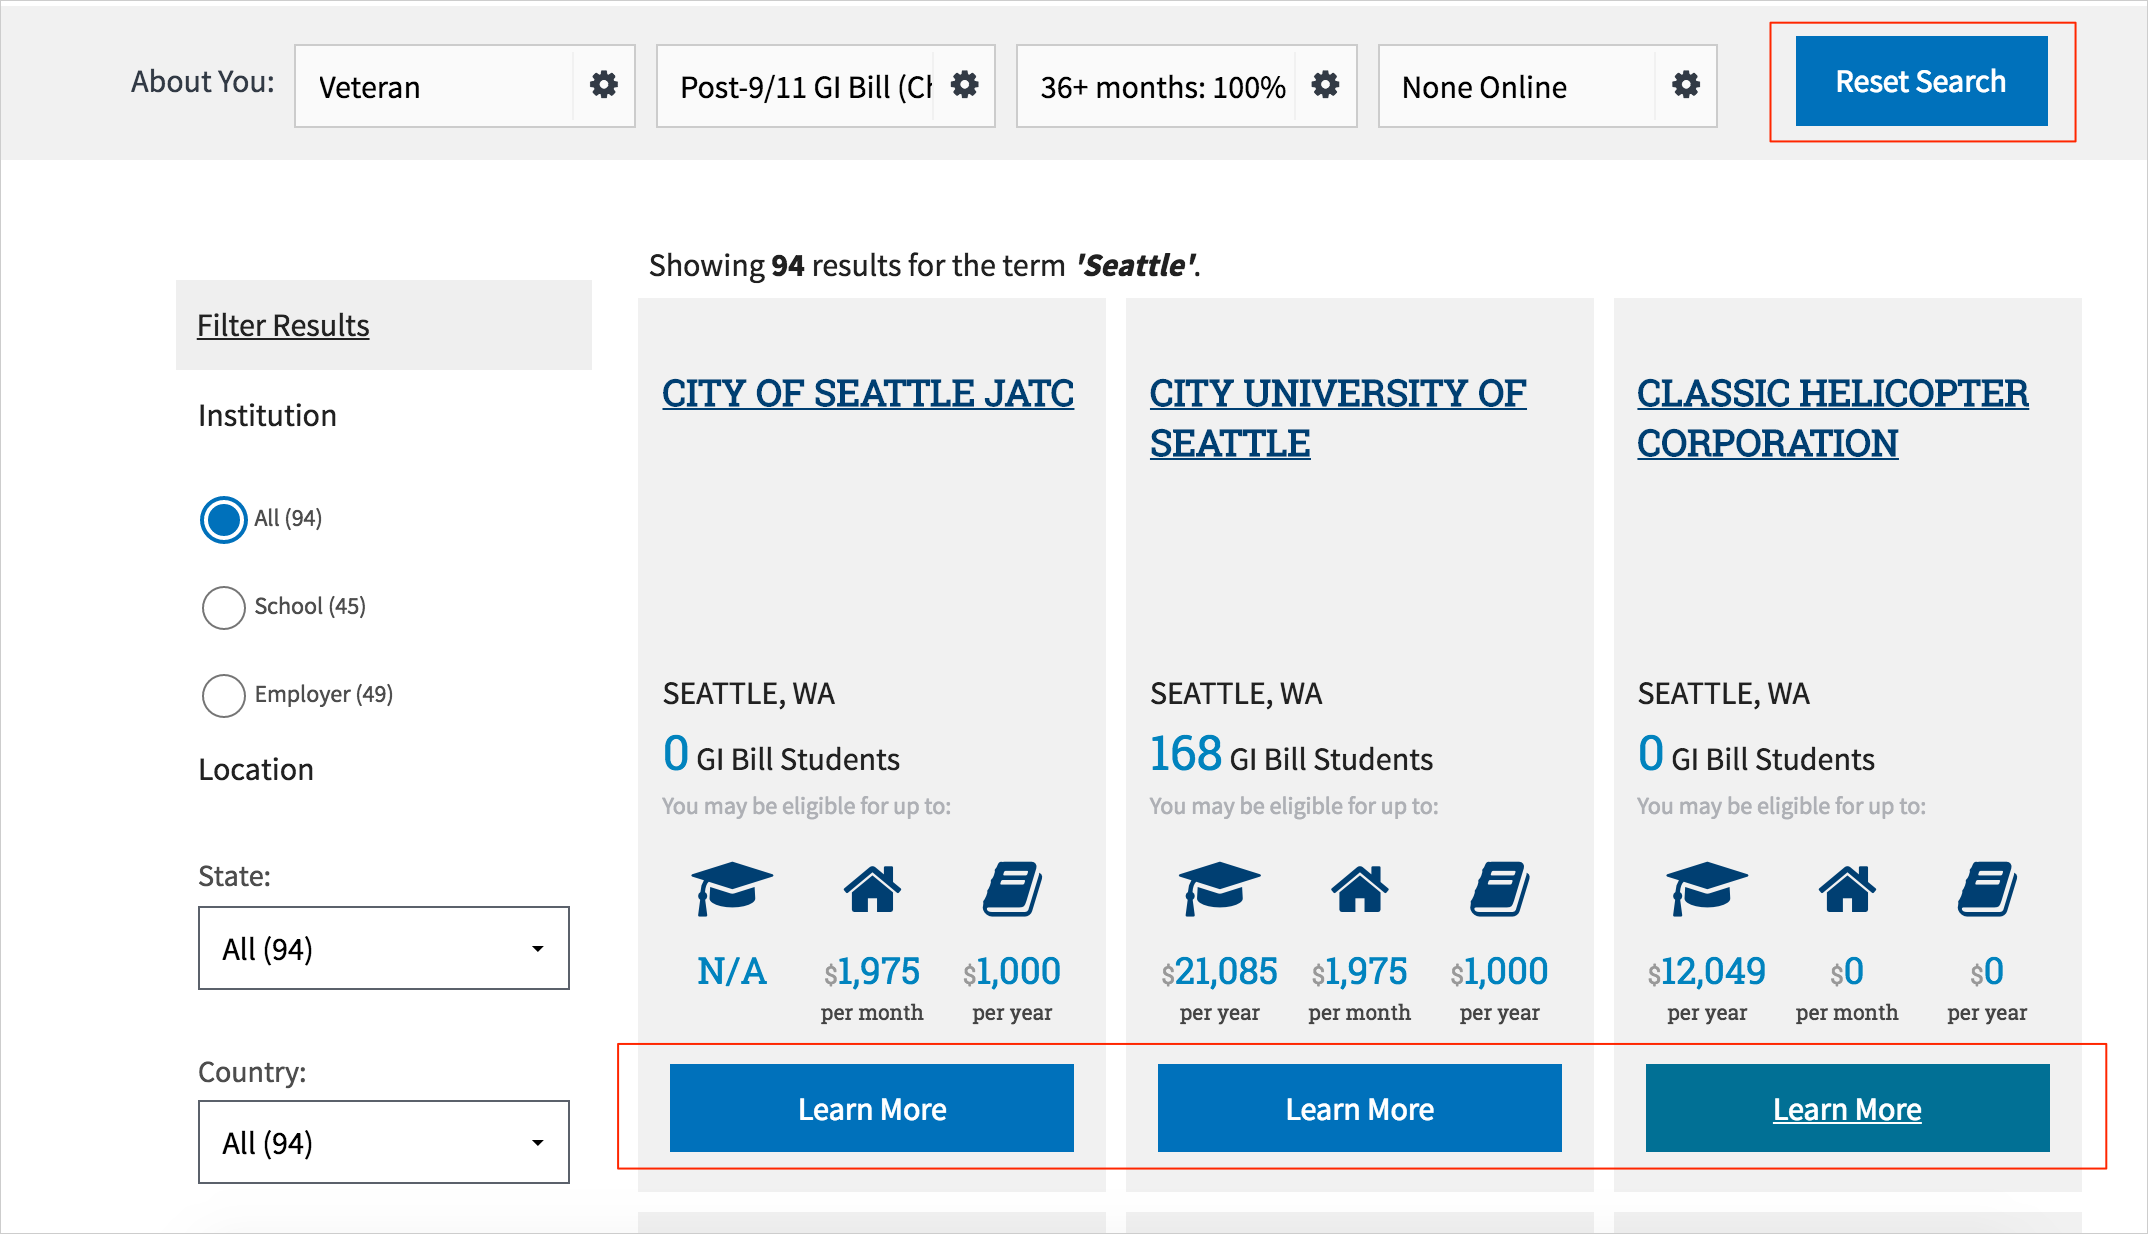 About You:
Veteran
Post-9/11 GI Bill (Ch
36+ months: 100%
None Online
Reset Search
Showing 94 results for the term 'Seattle'.
Filter Results
Institution
All (94)
School (45)
Employer (49)
Location
State:
All (94)
Country:
All (94)
CITY OF SEATTLE JATC
SEATTLE, WA
0 GI Bill Students
You may be eligible for up to:
N/A
$1,975
per month
$1,000
per year
Learn More
CITY UNIVERSITY OF
SEATTLE
SEATTLE, WA
168 GI Bill Students
You may be eligible for up to:
$21,085
per year
$1,975
per month
$1,000
per year
Learn More
CLASSIC HELICOPTER
CORPORATION
SEATTLE, WA
0 GI Bill Students
You may be eligible for up to:
$12,049
per year
$0
per month
$0
per year
Learn More